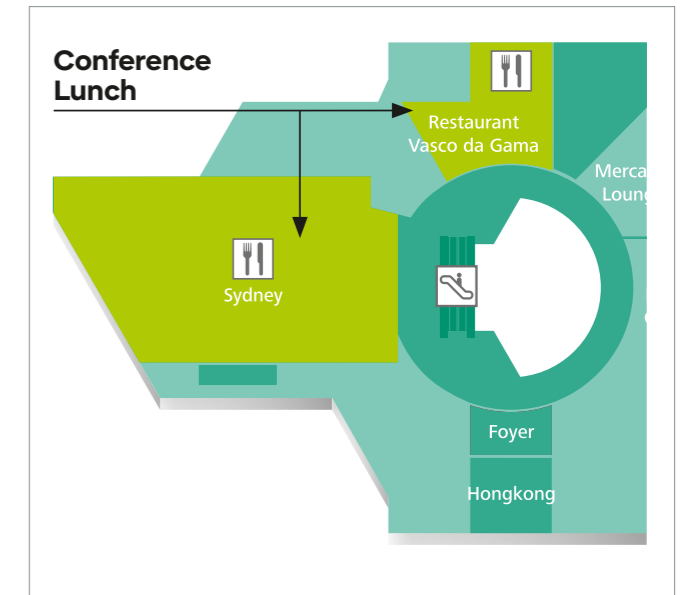 Conference
Lunch
Restaurant
Vasco da Gama
Sydney
Foyer
Hongkong